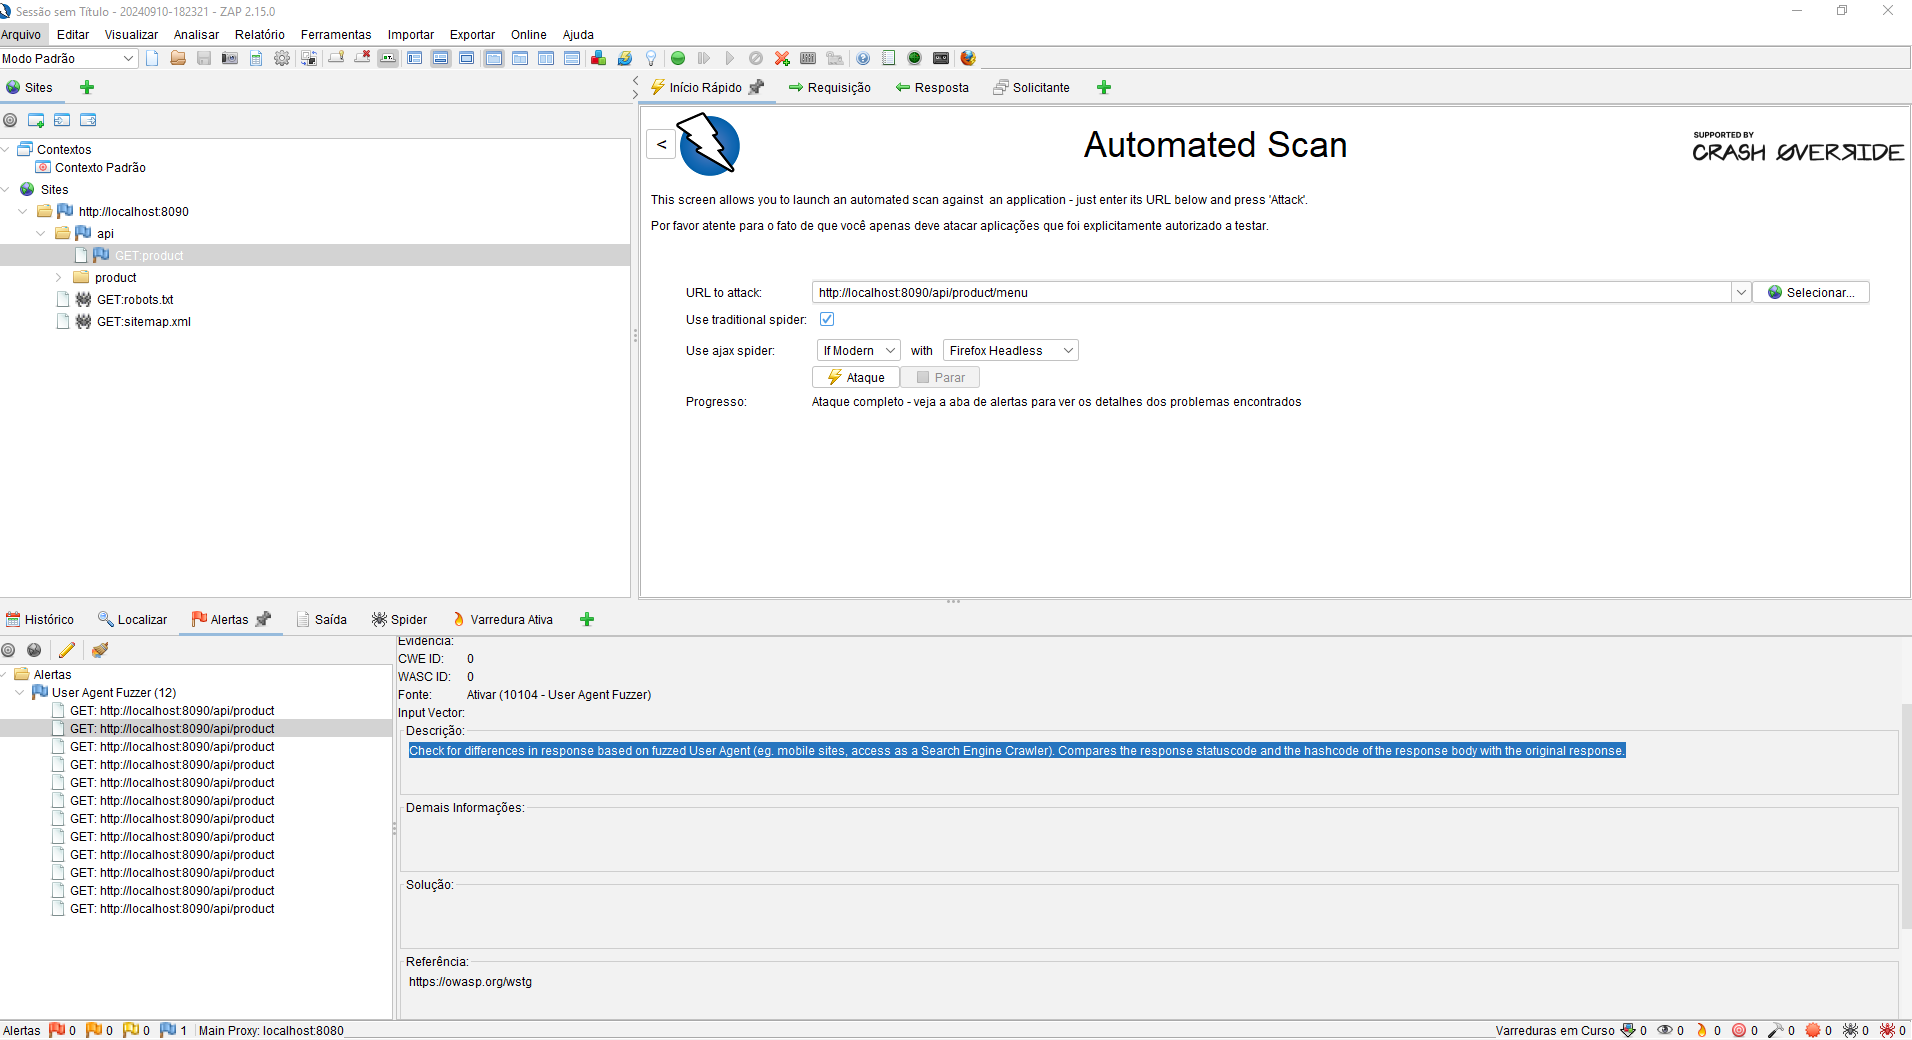 Sessão sem Título - 20240910-182321 - ZAP 2.15.0
Arquivo Editar Visualizar Analisar Relatório Ferramentas Importar Exportar Online Ajuda
Modo Padrão
Sites
Início Rápido Requisição Resposta Solicitante
Contextos
Contexto Padrão
Sites
http://localhost:8090
api
GET:product
product
GET:robots.txt
GET:sitemap.xml
<
Automated Scan
SUPPORTED BY
CRASH ØVERRIDE
This screen allows you to launch an automated scan against an application - just enter its URL below and press 'Attack'.
Por favor atente para o fato de que você apenas deve atacar aplicações que foi explicitamente autorizado a testar.
URL to attack: http://localhost:8090/api/product/menu Selecionar...
Use traditional spider:
Use ajax spider: If Modern with Firefox Headless
Ataque Parar
Progresso: Ataque completo - veja a aba de alertas para ver os detalhes dos problemas encontrados
Histórico Localizar Alertas Saída Spider Varredura Ativa
Alertas
User Agent Fuzzer (12)
GET: http://localhost:8090/api/product
GET: http://localhost:8090/api/product
GET: http://localhost:8090/api/product
GET: http://localhost:8090/api/product
GET: http://localhost:8090/api/product
GET: http://localhost:8090/api/product
GET: http://localhost:8090/api/product
GET: http://localhost:8090/api/product
GET: http://localhost:8090/api/product
GET: http://localhost:8090/api/product
GET: http://localhost:8090/api/product
GET: http://localhost:8090/api/product
Evidência:
CWE ID: 0
WASC ID: 0
Fonte: Ativar (10104 - User Agent Fuzzer)
Input Vector:
Descrição:
Check for differences in response based on fuzzed User Agent (eg. mobile sites, access as a Search Engine Crawler). Compares the response statuscode and the hashcode of the response body with the original response.
Demais Informações:
Solução:
Referência:
https://owasp.org/wstg
Alertas 0 0 0 1 Main Proxy: localhost:8080
Varreduras em Curso 0 0 0 0 0 0 0 0